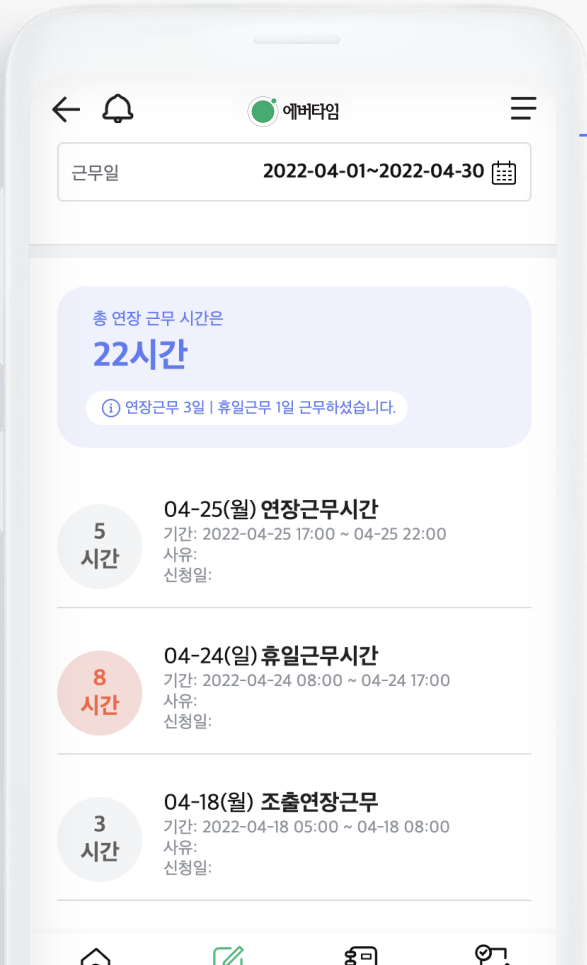 에버타임
근무일 2022-04-01~2022-04-30
총 연장 근무 시간은
22시간
연장근무 3일 | 휴일근무 1일 근무하셨습니다.
5
시간
04-25(월) 연장근무시간
기간: 2022-04-25 17:00 ~ 04-25 22:00
사유:
신청일:
8
시간
04-24(일) 휴일근무시간
기간: 2022-04-24 08:00 ~ 04-24 17:00
사유:
신청일:
3
시간
04-18(월) 조출연장근무
기간: 2022-04-18 05:00 ~ 04-18 08:00
사유:
신청일: